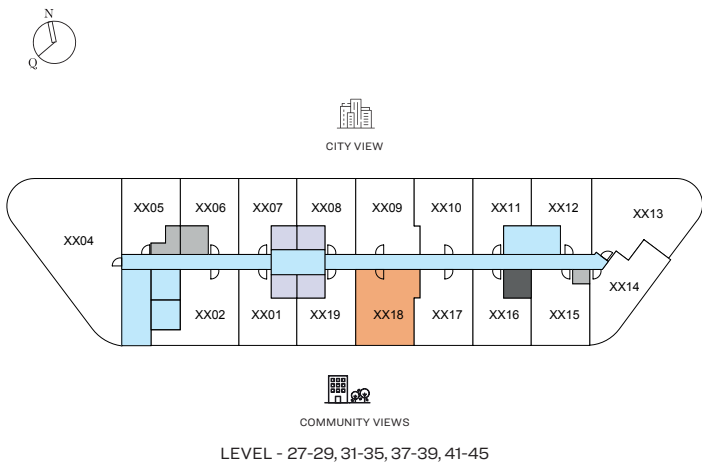 N
Q
CITY VIEW
XX05 XX06 XX07 XX08 XX09 XX10 XX11 XX12
XX13
XX04
XX14
XX02 XX01 XX19 XX18 XX17 XX16 XX15
COMMUNITY VIEWS
LEVEL - 27-29, 31-35, 37-39, 41-45